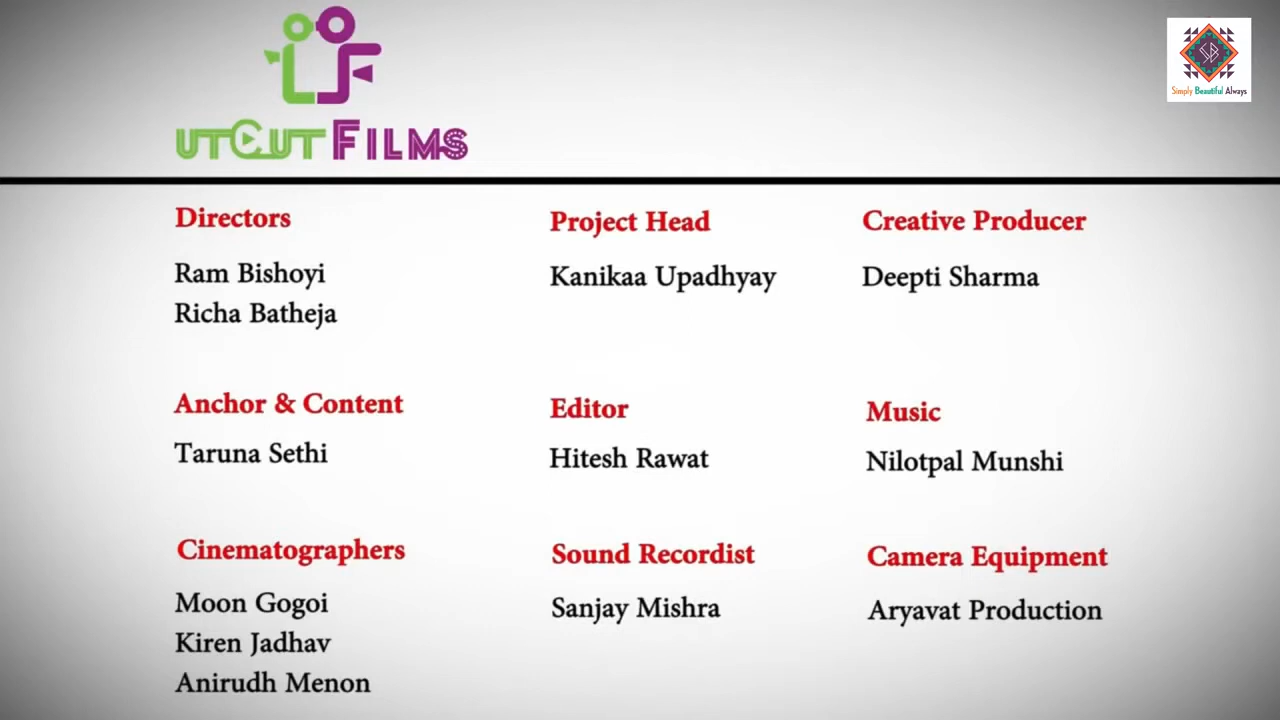 UTCUT FILMS
SB
Simply Beautiful Always
Directors
Ram Bishoyi
Richa Batheja
Project Head
Kanikaa Upadhyay
Creative Producer
Deepti Sharma
Anchor & Content
Taruna Sethi
Editor
Hitesh Rawat
Music
Nilotpal Munshi
Cinematographers
Moon Gogoi
Kiren Jadhav
Anirudh Menon
Sound Recordist
Sanjay Mishra
Camera Equipment
Aryavat Production